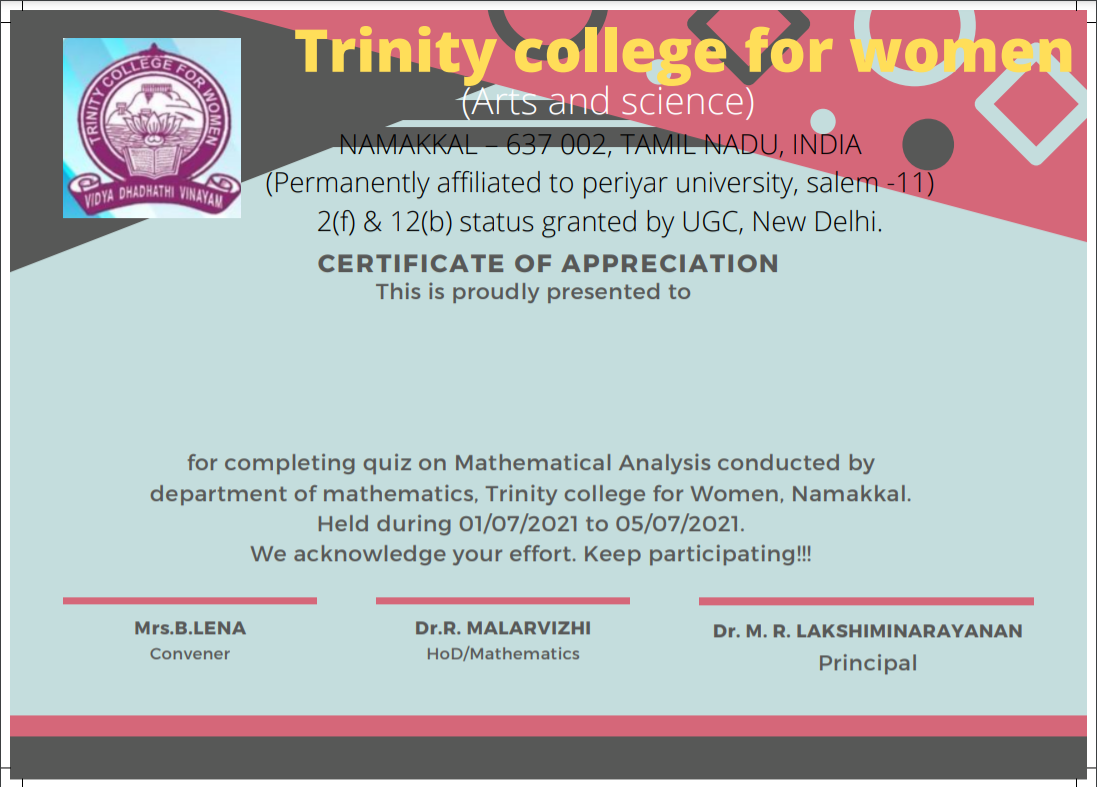 Trinity college for women
(Arts and science)
NAMAKKAL – 637 002, TAMIL NADU, INDIA
(Permanently affiliated to periyar university, salem -11)
2(f) & 12(b) status granted by UGC, New Delhi.
TRINITY COLLEGE FOR WOMEN
VIDYA DHADHATHI VINAYAM
CERTIFICATE OF APPRECIATION
This is proudly presented to
for completing quiz on Mathematical Analysis conducted by
department of mathematics, Trinity college for Women, Namakkal.
Held during 01/07/2021 to 05/07/2021.
We acknowledge your effort. Keep participating!!!
Mrs.B.LENA
Convener
Dr.R. MALARVIZHI
HoD/Mathematics
Dr. M. R. LAKSHIMINARAYANAN
Principal